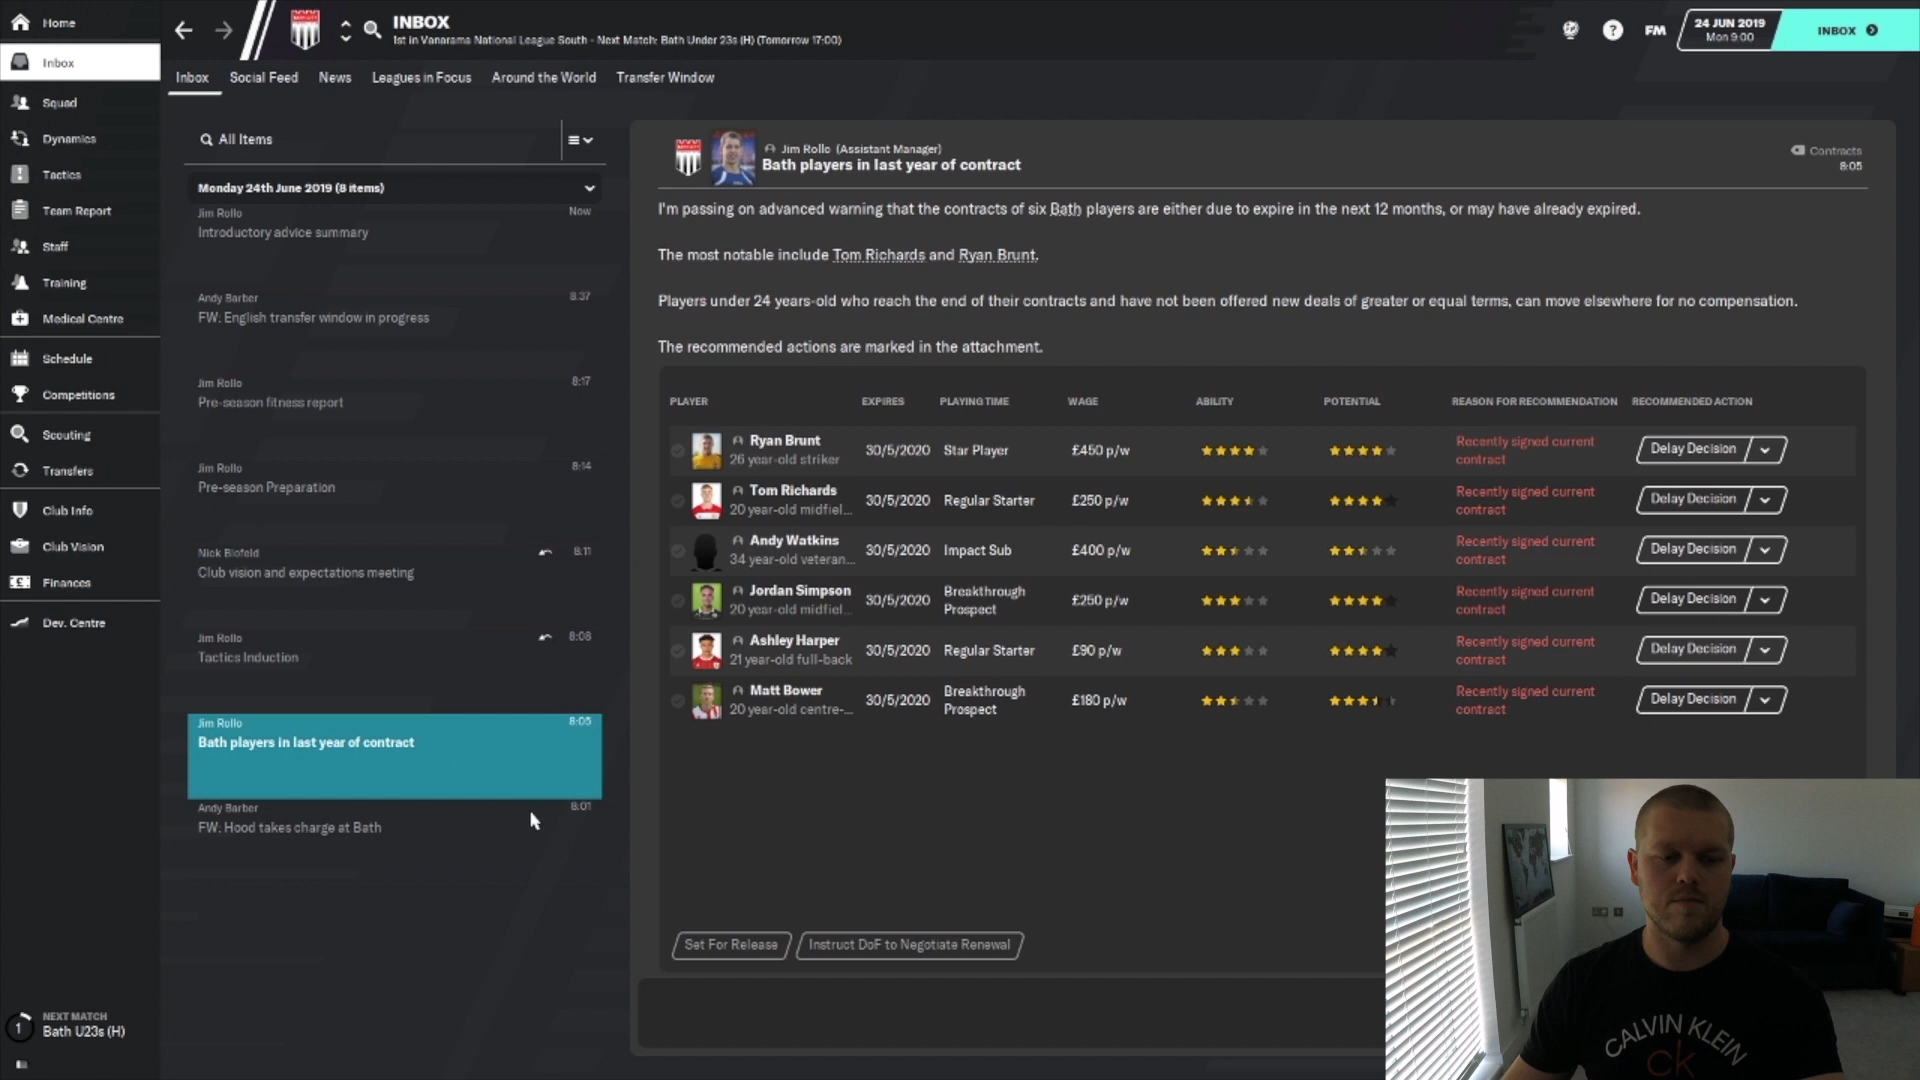 Home
Inbox
Squad
Dynamics
Tactics
Team Report
Staff
Training
Medical Centre
Schedule
Competitions
Scouting
Transfers
Club Info
Club Vision
Finances
Dev. Centre
1
NEXT MATCH
Bath U23s (H)
INBOX
1st in Vanarama National League South - Next Match: Bath Under 23s (H) (Tomorrow 17:00)
FM
24 JUN 2019
Mon 9:00
INBOX
Inbox Social Feed News Leagues in Focus Around the World Transfer Window
All Items
Monday 24th June 2019 (8 items)
Jim Rollo Now
Introductory advice summary
Andy Barber 8:37
FW: English transfer window in progress
Jim Rollo 8:17
Pre-season fitness report
Jim Rollo 8:14
Pre-season Preparation
Nick Blofeld 8:11
Club vision and expectations meeting
Jim Rollo 8:08
Tactics Induction
Jim Rollo 8:05
Bath players in last year of contract
Andy Barber 8:01
FW: Hood takes charge at Bath
Jim Rollo (Assistant Manager)
Bath players in last year of contract
Contracts
8:05
I'm passing on advanced warning that the contracts of six Bath players are either due to expire in the next 12 months, or may have already expired.
The most notable include Tom Richards and Ryan Brunt.
Players under 24 years-old who reach the end of their contracts and have not been offered new deals of greater or equal terms, can move elsewhere for no compensation.
The recommended actions are marked in the attachment.
PLAYER EXPIRES PLAYING TIME WAGE ABILITY POTENTIAL REASON FOR RECOMMENDATION RECOMMENDED ACTION
Ryan Brunt
26 year-old striker
30/5/2020 Star Player £450 p/w
Recently signed current
contract
Delay Decision
Tom Richards
20 year-old midfiel...
30/5/2020 Regular Starter £250 p/w
Recently signed current
contract
Delay Decision
Andy Watkins
34 year-old veteran...
30/5/2020 Impact Sub £400 p/w
Recently signed current
contract
Delay Decision
Jordan Simpson
20 year-old midfiel...
30/5/2020
Breakthrough
Prospect
£250 p/w
Recently signed current
contract
Delay Decision
Ashley Harper
21 year-old full-back
30/5/2020 Regular Starter £90 p/w
Recently signed current
contract
Delay Decision
Matt Bower
20 year-old centre-...
30/5/2020
Breakthrough
Prospect
£180 p/w
Recently signed current
contract
Delay Decision
Set For Release
Instruct DoF to Negotiate Renewal
CALVIN KLEIN
ck